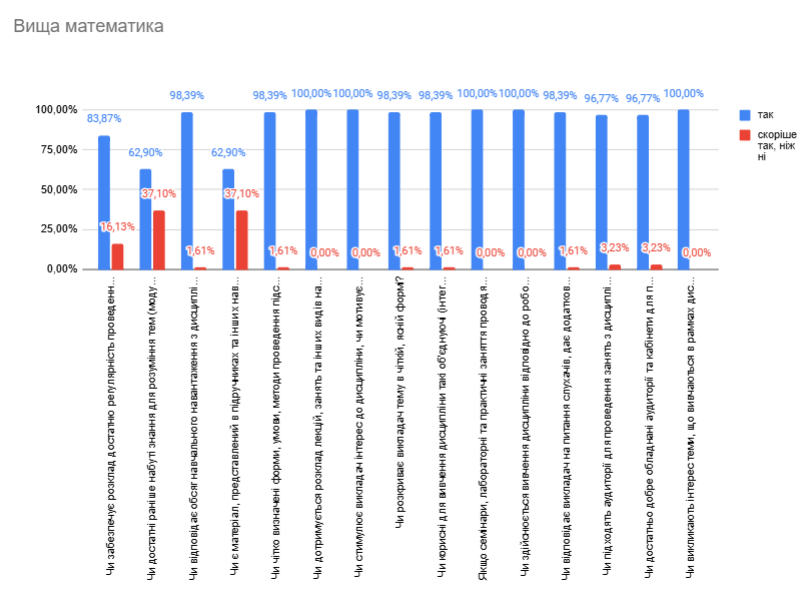 Вища математика
100,00%
75,00%
50,00%
25,00%
0,00%
83,87%
62,90%
98,39%
62,90%
98,39%
100,00%
100,00%
98,39%
98,39%
100,00%
100,00%
98,39%
96,77%
96,77%
100,00%
16,13%
37,10%
1,61%
37,10%
1,61%
0,00%
0,00%
1,61%
1,61%
0,00%
0,00%
1,61%
3,23%
3,23%
0,00%
так
скоріше
так, ніж
ні
Чи забезпечує розклад достатню регулярність проведенн...
Чи достатні раніше набуті знання для розуміння тем (моду...
Чи відповідає обсяг навчального навантаження з дисциплі...
Чи є матеріал, представлений в підручниках та інших нав...
Чи чітко визначені форми, умови, методи проведення підс...
Чи дотримується розклад лекцій, занять та інших видів на...
Чи стимулює викладач інтерес до дисципліни, чи мотивує...
Чи розкриває викладач тему в чіткій, ясній формі?
Чи корисні для вивчення дисципліни такі об'єднуючі (інтег...
Якщо семінари, лабораторні та практичні заняття проводя...
Чи здійснюється вивчення дисципліни відповідно до робо...
Чи відповідає викладач на питання слухачів, дає додатков...
Чи підходять аудиторії для проведення занять з дисциплі...
Чи достатньо добре обладнані аудиторії та кабінети для п...
Чи викликають інтерес теми, що вивчаються в рамках дис...